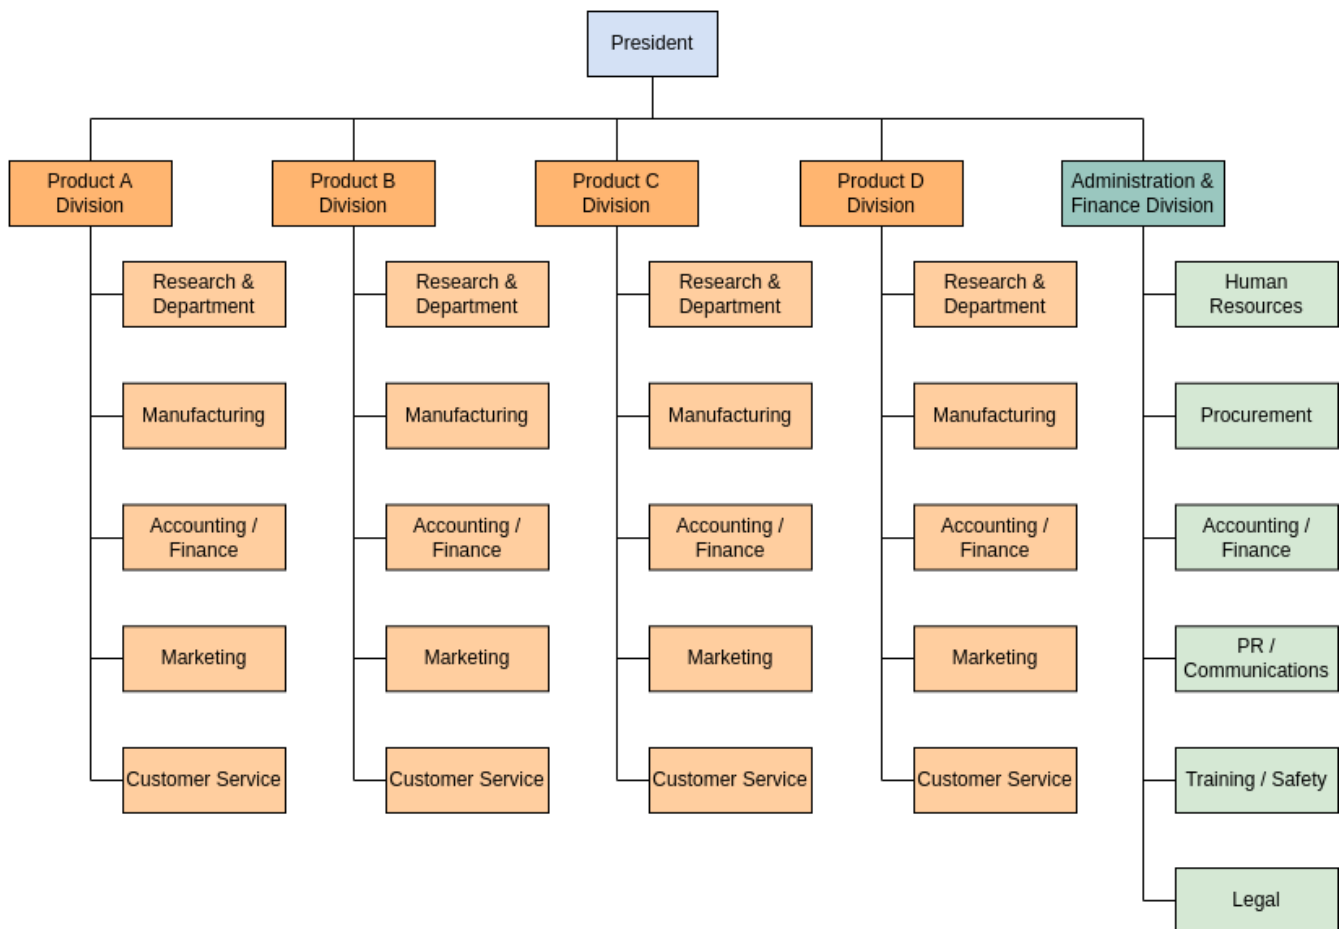 President
Product A
Division
Product B
Division
Product C
Division
Product D
Division
Administration &
Finance Division
Research &
Department
Research &
Department
Research &
Department
Research &
Department
Human
Resources
Manufacturing
Manufacturing
Manufacturing
Manufacturing
Procurement
Accounting /
Finance
Accounting /
Finance
Accounting /
Finance
Accounting /
Finance
Accounting /
Finance
Marketing
Marketing
Marketing
Marketing
PR /
Communications
Customer Service
Customer Service
Customer Service
Customer Service
Training / Safety
Legal